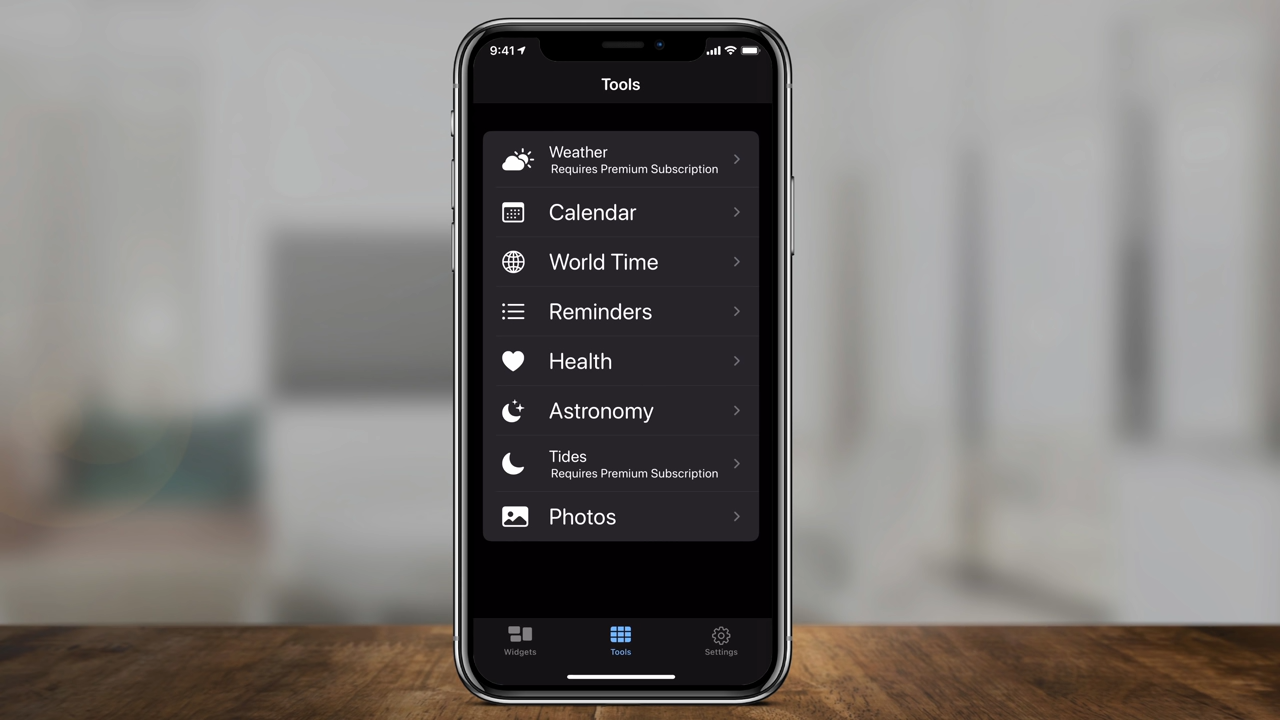 9:41
Tools
Weather
Requires Premium Subscription
Calendar
World Time
Reminders
Health
Astronomy
Tides
Requires Premium Subscription
Photos
Widgets Tools Settings